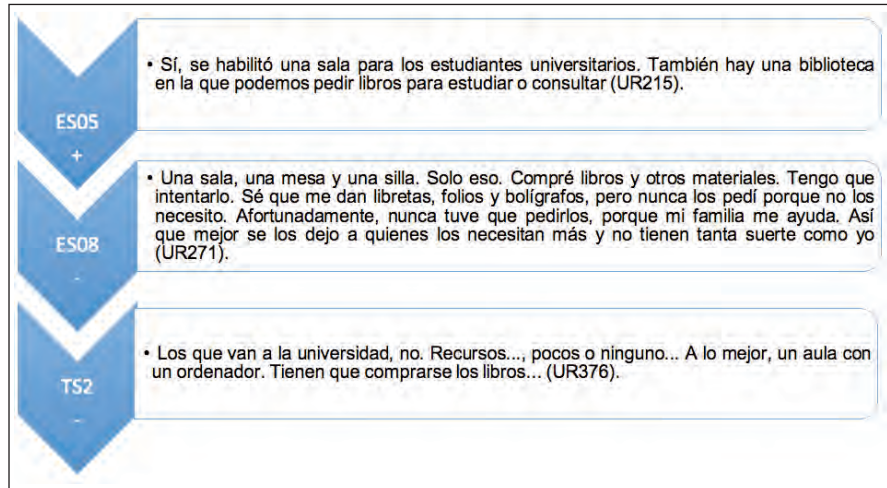 • Sí, se habilitó una sala para los estudiantes universitarios. También hay una biblioteca
en la que podemos pedir libros para estudiar o consultar (UR215).
ES05
+
• Una sala, una mesa y una silla. Solo eso. Compré libros y otros materiales. Tengo que
intentarlo. Sé que me dan libretas, folios y bolígrafos, pero nunca los pedí porque no los
necesito. Afortunadamente, nunca tuve que pedirlos, porque mi familia me ayuda. Así
que mejor se los dejo a quienes los necesitan más y no tienen tanta suerte como yo
(UR271).
ES08
-
• Los que van a la universidad, no. Recursos..., pocos o ninguno... A lo mejor, un aula con
un ordenador. Tienen que comprarse los libros... (UR376).
TS2
-